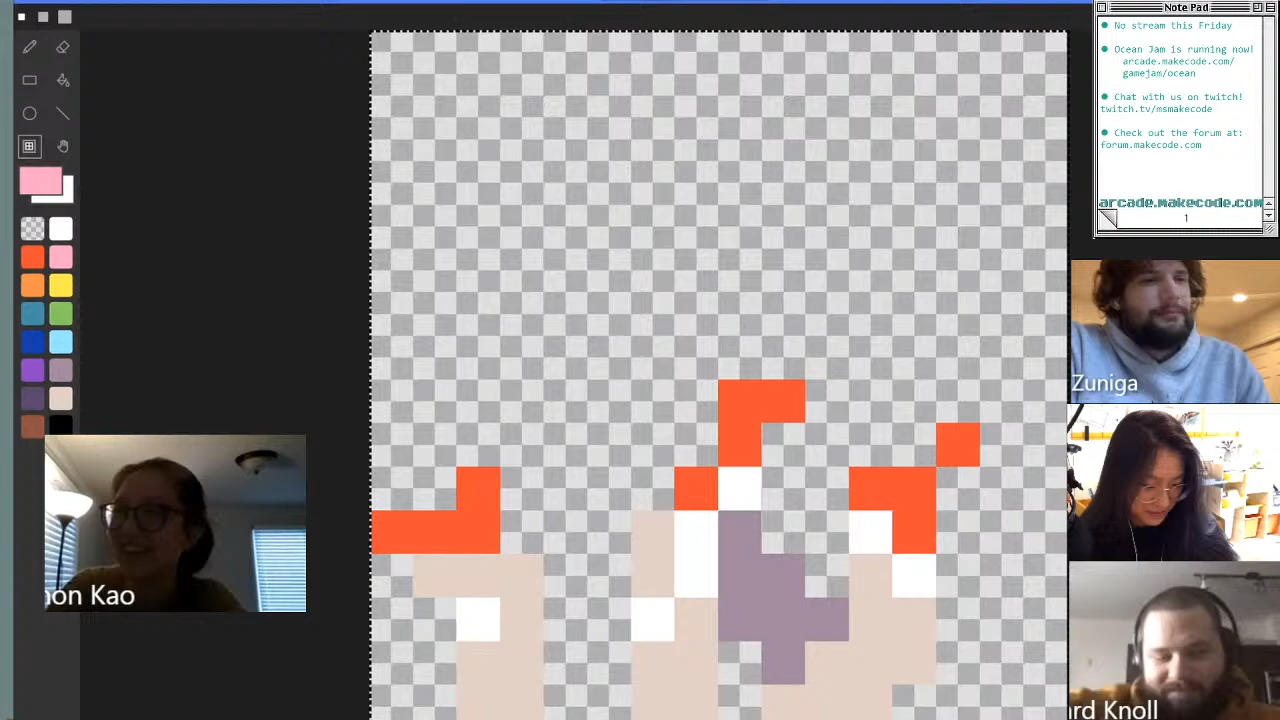 Note Pad
● No stream this Friday
● Ocean Jam is running now!
arcade.makecode.com/
gamejam/ocean
● Chat with us on twitch!
twitch.tv/msmakecode
● Check out the forum at:
forum.makecode.com
arcade.makecode.com
1
Zuniga
non Kao
ard Knoll